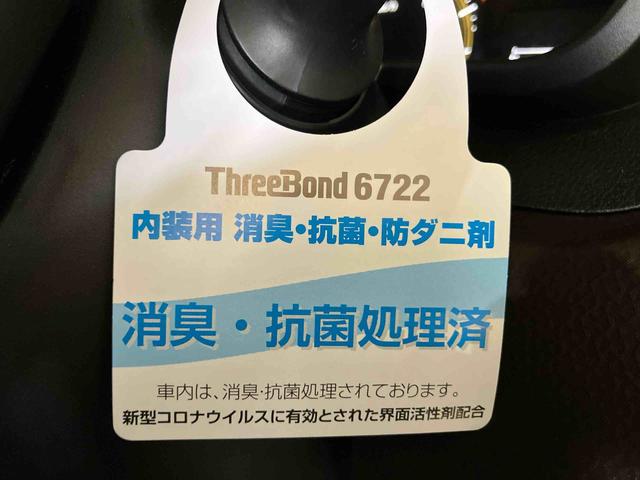 ThreeBond 6722
内装用 消臭・抗菌・防ダニ剤
消臭・抗菌処理済
車内は、消臭・抗菌処理されております。
新型コロナウイルスに有効とされた界面活性剤配合